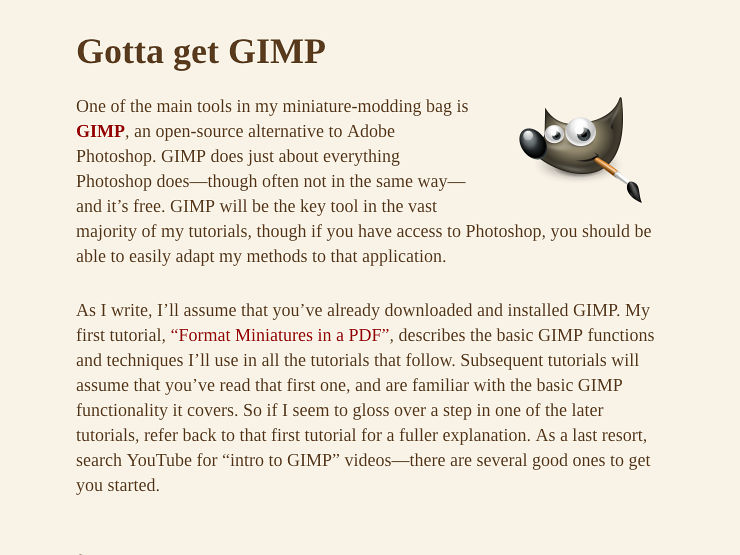 Gotta get GIMP
One of the main tools in my miniature-modding bag is
GIMP, an open-source alternative to Adobe
Photoshop. GIMP does just about everything
Photoshop does—though often not in the same way—
and it’s free. GIMP will be the key tool in the vast
majority of my tutorials, though if you have access to Photoshop, you should be
able to easily adapt my methods to that application.
As I write, I’ll assume that you’ve already downloaded and installed GIMP. My
first tutorial, “Format Miniatures in a PDF”, describes the basic GIMP functions
and techniques I’ll use in all the tutorials that follow. Subsequent tutorials will
assume that you’ve read that first one, and are familiar with the basic GIMP
functionality it covers. So if I seem to gloss over a step in one of the later
tutorials, refer back to that first tutorial for a fuller explanation. As a last resort,
search YouTube for “intro to GIMP” videos—there are several good ones to get
you started.